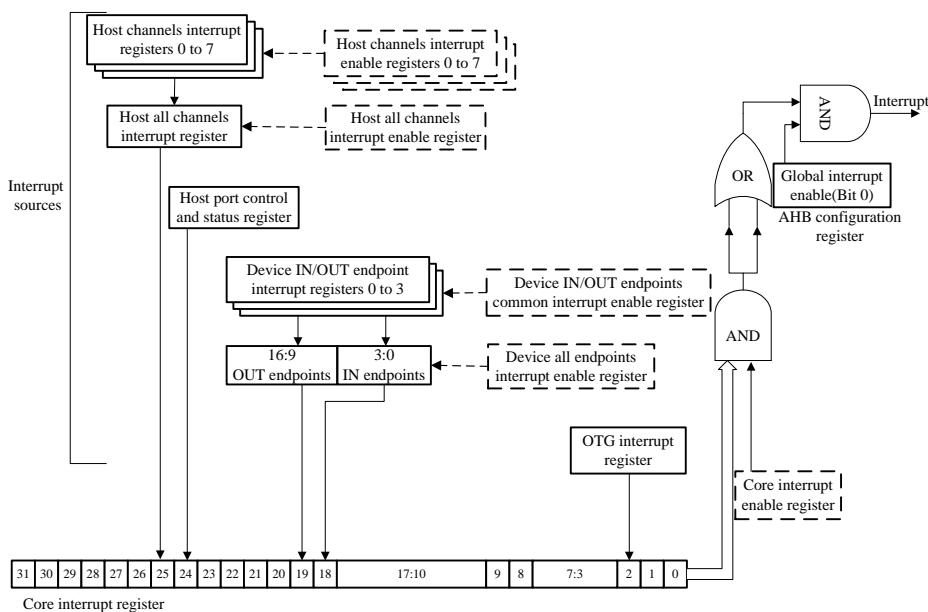 Host channels interrupt
registers 0 to 7
Host channels interrupt
enable registers 0 to 7
Host all channels
interrupt register
Host all channels
interrupt enable register
Interrupt
sources
Host port control
and status register
Device IN/OUT endpoint
interrupt registers 0 to 3
Device IN/OUT endpoints
common interrupt enable register
16:9
OUT endpoints
3:0
IN endpoints
Device all endpoints
interrupt enable register
OTG interrupt
register
Core interrupt
enable register
AND
OR
Global interrupt
enable(Bit 0)
AHB configuration
register
AND
Interrupt
31 30 29 28 27 26 25 24 23 22 21 20 19 18 17:10 9 8 7:3 2 1 0
Core interrupt register